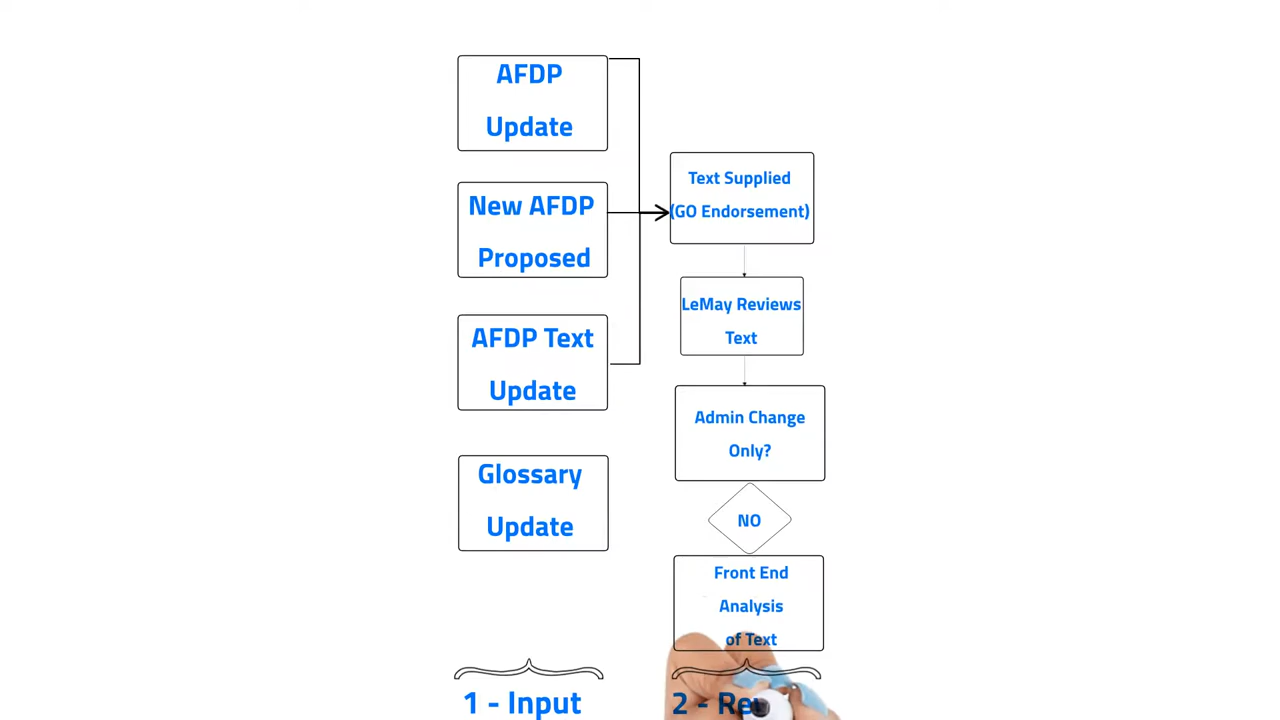 AFDP
Update
New AFDP
Proposed
AFDP Text
Update
Glossary
Update
1 - Input
Text Supplied
(GO Endorsement)
LeMay Reviews
Text
Admin Change
Only?
NO
Front End
Analysis
of Text
2 -